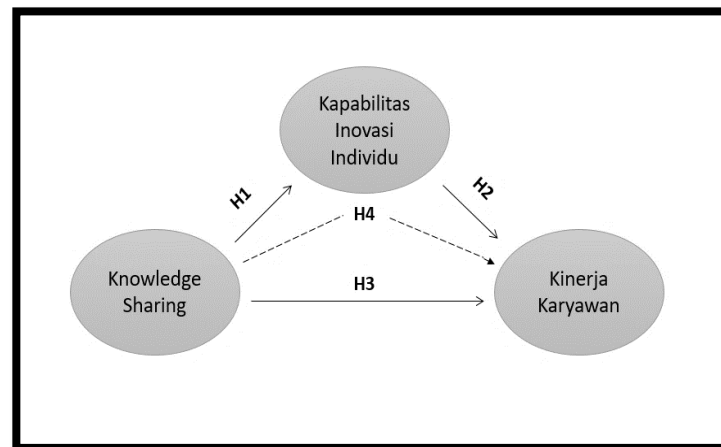 Kapabilitas
Inovasi
Individu
H1
H2
H4
Knowledge
Sharing
H3
Kinerja
Karyawan